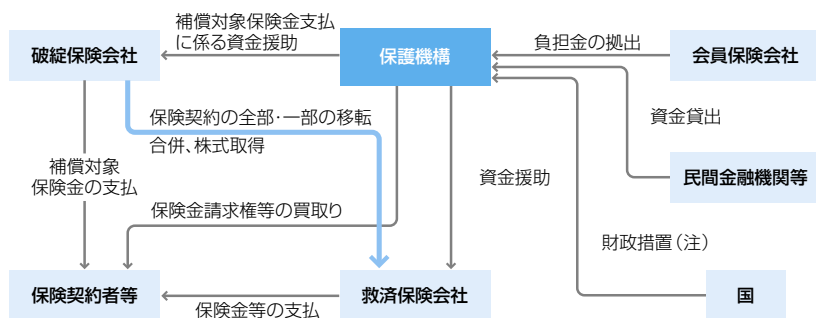 補償対象保険金支払
に係る資金援助
破綻保険会社
保護機構
負担金の拠出
会員保険会社
保険契約の全部・一部の移転
合併、株式取得
資金貸出
補償対象
保険金の支払
資金援助
民間金融機関等
保険金請求権等の買取り
財政措置(注)
保険契約者等
保険金等の支払
救済保険会社
国